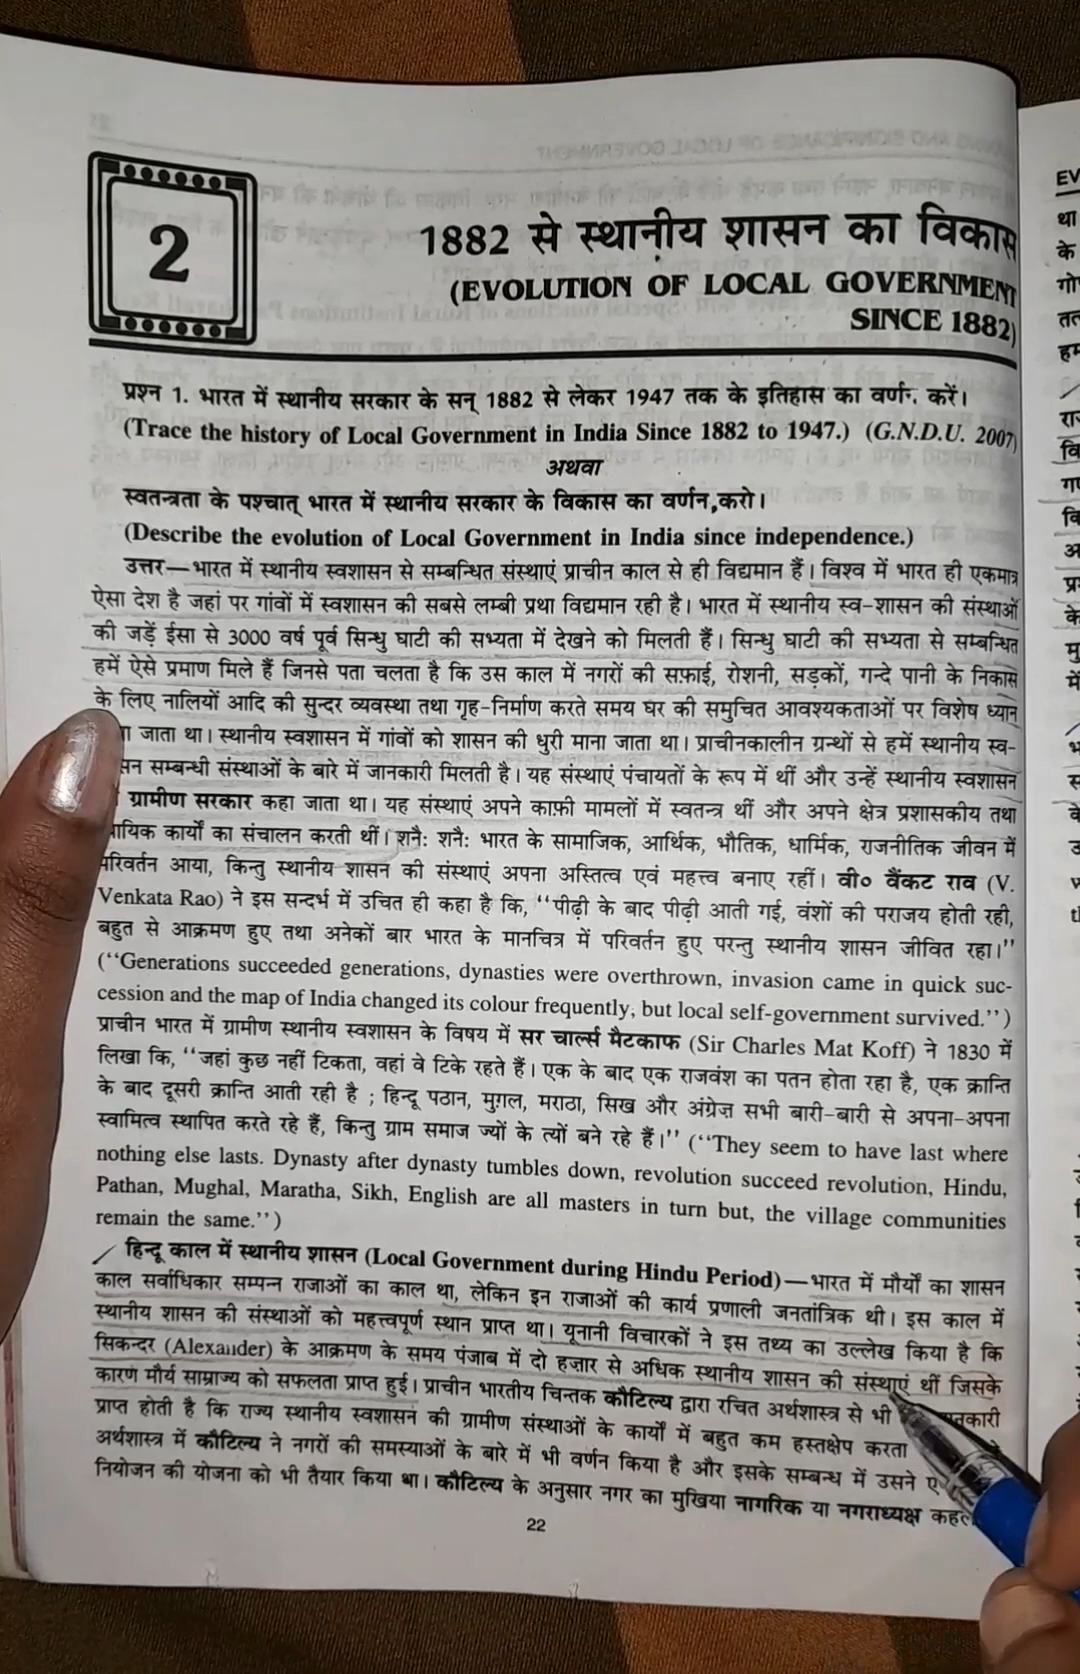 2
1882 से स्थानीय शासन का विकास
(EVOLUTION OF LOCAL GOVERNMENT
SINCE 1882)
प्रश्न 1. भारत में स्थानीय सरकार के सन् 1882 से लेकर 1947 तक के इतिहास का वर्णन करें।
(Trace the history of Local Government in India Since 1882 to 1947.) (G.N.D.U. 2007)
अथवा
स्वतन्त्रता के पश्चात् भारत में स्थानीय सरकार के विकास का वर्णन करो।
(Describe the evolution of Local Government in India since independence.)
उत्तर—भारत में स्थानीय स्वशासन से सम्बन्धित संस्थाएं प्राचीन काल से ही विद्यमान हैं। विश्व में भारत ही एकमात्र
ऐसा देश है जहां पर गांवों में स्वशासन की सबसे लम्बी प्रथा विद्यमान रही है। भारत में स्थानीय स्व-शासन की संस्थाओं
की जड़ें ईसा से 3000 वर्ष पूर्व सिन्धु घाटी की सभ्यता में देखने को मिलती हैं। सिन्धु घाटी की सभ्यता से सम्बन्धित
हमें ऐसे प्रमाण मिले हैं जिनसे पता चलता है कि उस काल में नगरों की सफ़ाई, रोशनी, सड़कों, गन्दे पानी के निकास
के लिए नालियों आदि की सुन्दर व्यवस्था तथा गृह-निर्माण करते समय घर की समुचित आवश्यकताओं पर विशेष ध्यान
जाता था। स्थानीय स्वशासन में गांवों को शासन की धुरी माना जाता था। प्राचीनकालीन ग्रन्थों से हमें स्थानीय स्व-
सन सम्बन्धी संस्थाओं के बारे में जानकारी मिलती है। यह संस्थाएं पंचायतों के रूप में थीं और उन्हें स्थानीय स्वशासन
ग्रामीण सरकार कहा जाता था। यह संस्थाएं अपने काफ़ी मामलों में स्वतन्त्र थीं और अपने क्षेत्र प्रशासकीय तथा
यिक कार्यों का संचालन करती थीं। शनै: शनै: भारत के सामाजिक, आर्थिक, भौतिक, धार्मिक, राजनीतिक जीवन में
परिवर्तन आया, किन्तु स्थानीय शासन की संस्थाएं अपना अस्तित्व एवं महत्त्व बनाए रहीं। वी० वैंकट राव (V.
Venkata Rao) ने इस सन्दर्भ में उचित ही कहा है कि, ‘‘पीढ़ी के बाद पीढ़ी आती गई, वंशों की पराजय होती रही,
बहुत से आक्रमण हुए तथा अनेकों बार भारत के मानचित्र में परिवर्तन हुए परन्तु स्थानीय शासन जीवित रहा।’’
(‘‘Generations succeeded generations, dynasties were overthrown, invasion came in quick suc-
cession and the map of India changed its colour frequently, but local self-government survived.’’)
प्राचीन भारत में ग्रामीण स्थानीय स्वशासन के विषय में सर चार्ल्स मैटकाफ (Sir Charles Mat Koff) ने 1830 में
लिखा कि, ‘‘जहां कुछ नहीं टिकता, वहां वे टिके रहते हैं। एक के बाद एक राजवंश का पतन होता रहा है, एक क्रान्ति
के बाद दूसरी क्रान्ति आती रही है ; हिन्दू पठान, मुग़ल, मराठा, सिख और अंग्रेज़ सभी बारी-बारी से अपना-अपना
स्वामित्व स्थापित करते रहे हैं, किन्तु ग्राम समाज ज्यों के त्यों बने रहे हैं।’’ (‘‘They seem to have last where
nothing else lasts. Dynasty after dynasty tumbles down, revolution succeed revolution, Hindu,
Pathan, Mughal, Maratha, Sikh, English are all masters in turn but, the village communities
remain the same.’’)
हिन्दू काल में स्थानीय शासन (Local Government during Hindu Period)—भारत में मौर्यों का शासन
काल सर्वाधिकार सम्पन्न राजाओं का काल था, लेकिन इन राजाओं की कार्य प्रणाली जनतांत्रिक थी। इस काल में
स्थानीय शासन की संस्थाओं को महत्त्वपूर्ण स्थान प्राप्त था। यूनानी विचारकों ने इस तथ्य का उल्लेख किया है कि
सिकन्दर (Alexander) के आक्रमण के समय पंजाब में दो हज़ार से अधिक स्थानीय शासन की संस्थाएं थीं जिसके
कारण मौर्य साम्राज्य को सफलता प्राप्त हुई। प्राचीन भारतीय चिन्तक कौटिल्य द्वारा रचित अर्थशास्त्र से भी
प्राप्त होती है कि राज्य स्थानीय स्वशासन की ग्रामीण संस्थाओं के कार्यों में बहुत कम हस्तक्षेप करता
अर्थशास्त्र में कौटिल्य ने नगरों की समस्याओं के बारे में भी वर्णन किया है और इसके सम्बन्ध में उसने
नियोजन की योजना को भी तैयार किया था। कौटिल्य के अनुसार नगर का मुखिया नागरिक या नगराध्यक्ष
22